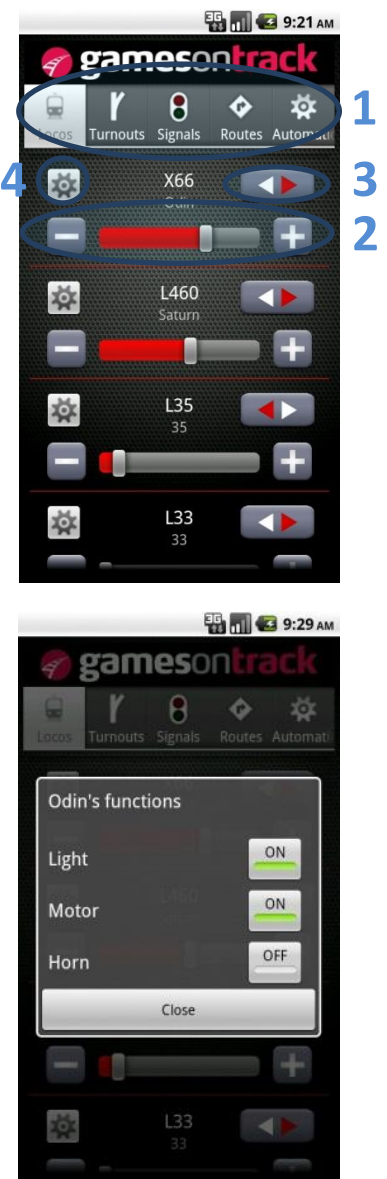 9:21 AM
gamesontrack
1
Locos Turnouts Signals Routes Automati
4
X66
3
Odin
2
L460
Saturn
L35
35
L33
33
9:29 AM
gamesontrack
Locos Turnouts Signals Routes Automati
Odin's functions
L460
Light ON
Motor ON
Horn OFF
Close
L33
33